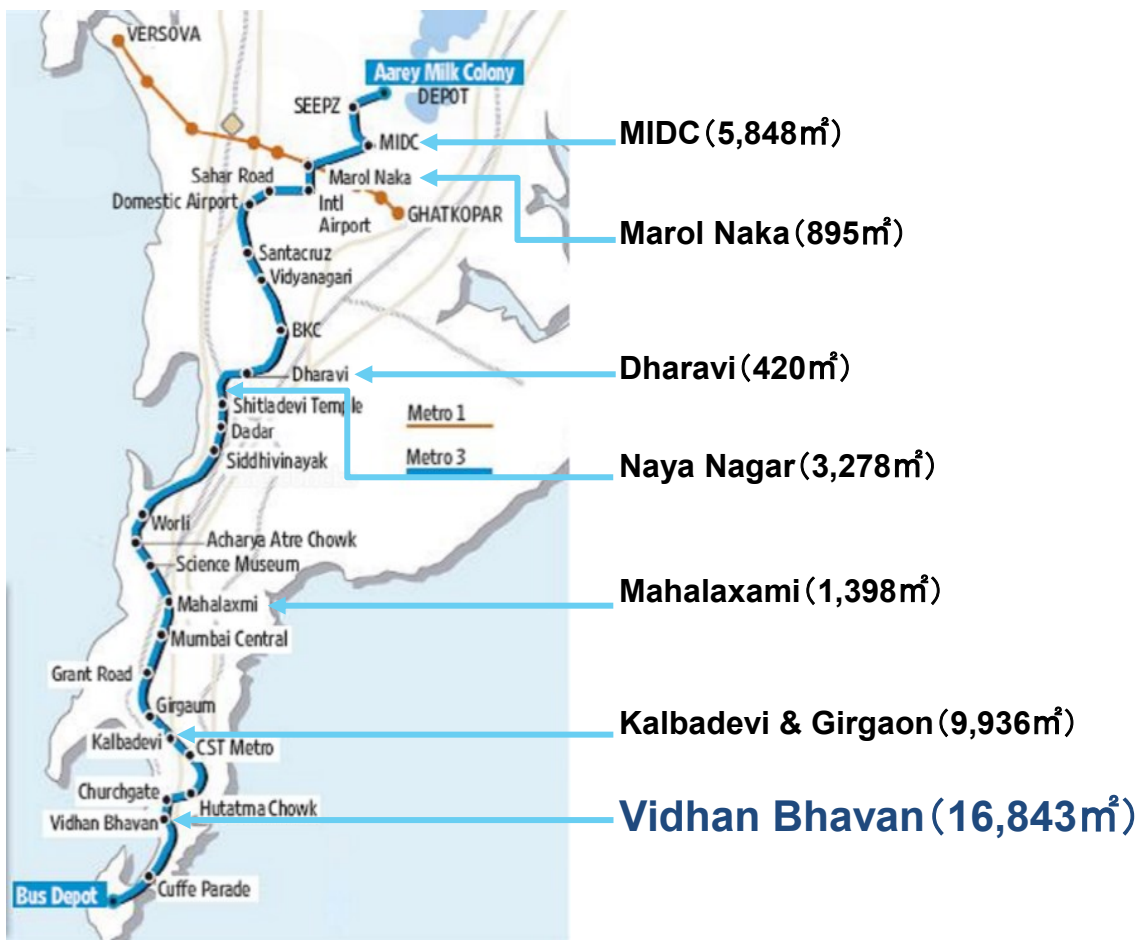 VERSOVA
Aarey Milk Colony
DEPOT
SEEPZ
MIDC
MIDC（5,848㎡）
Sahar Road
Marol Naka
Domestic Airport
Intl
Airport
GHATKOPAR
Marol Naka（895㎡）
Santacruz
Vidyanagari
BKC
Dharavi
Dharavi（420㎡）
Shitladevi Temple
Metro 1
Dadar
Siddhivinayak
Metro 3
Naya Nagar（3,278㎡）
Worli
Acharya Atre Chowk
Science Museum
Mahalaxmi
Mahalaxami（1,398㎡）
Mumbai Central
Grant Road
Girgaum
Kalbadevi
CST Metro
Kalbadevi & Girgaon（9,936㎡）
Churchgate
Hutatma Chowk
Vidhan Bhavan
Vidhan Bhavan（16,843㎡）
Cuffe Parade
Bus Depot